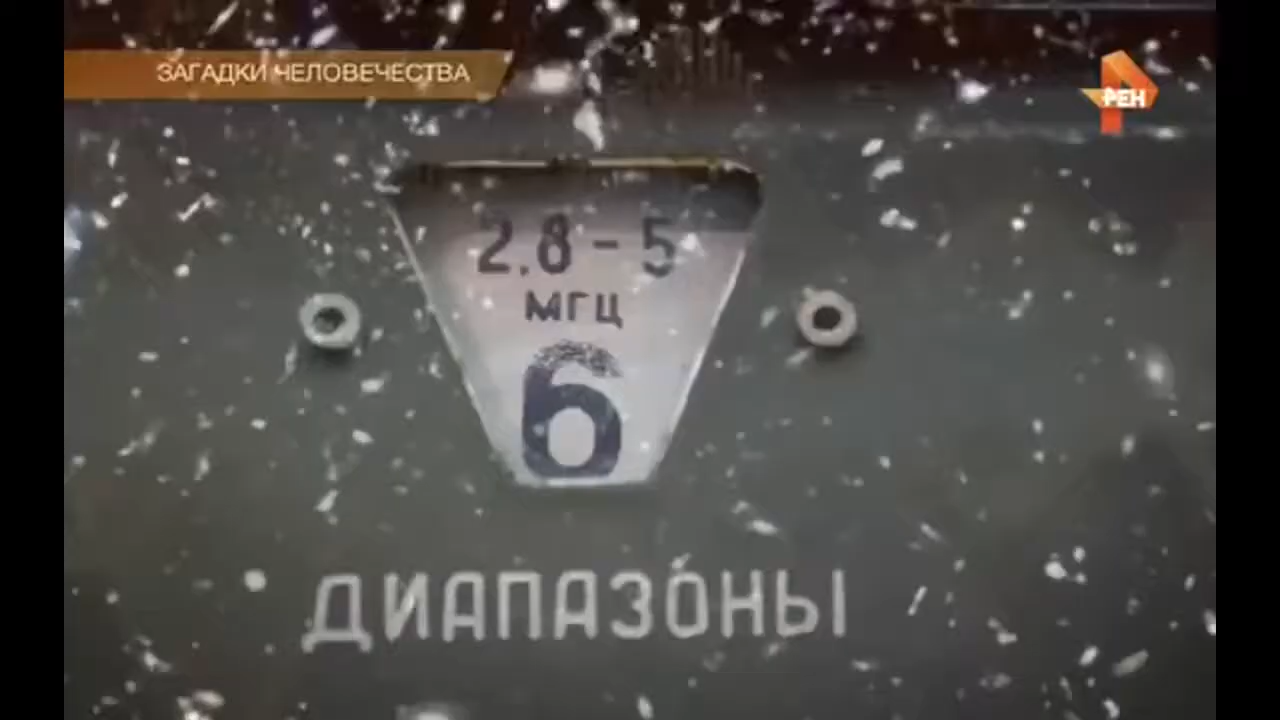 ЗАГАДКИ ЧЕЛОВЕЧЕСТВА
РЕН
2,8 - 5
МГЦ
6
ДИАПАЗОНЫ